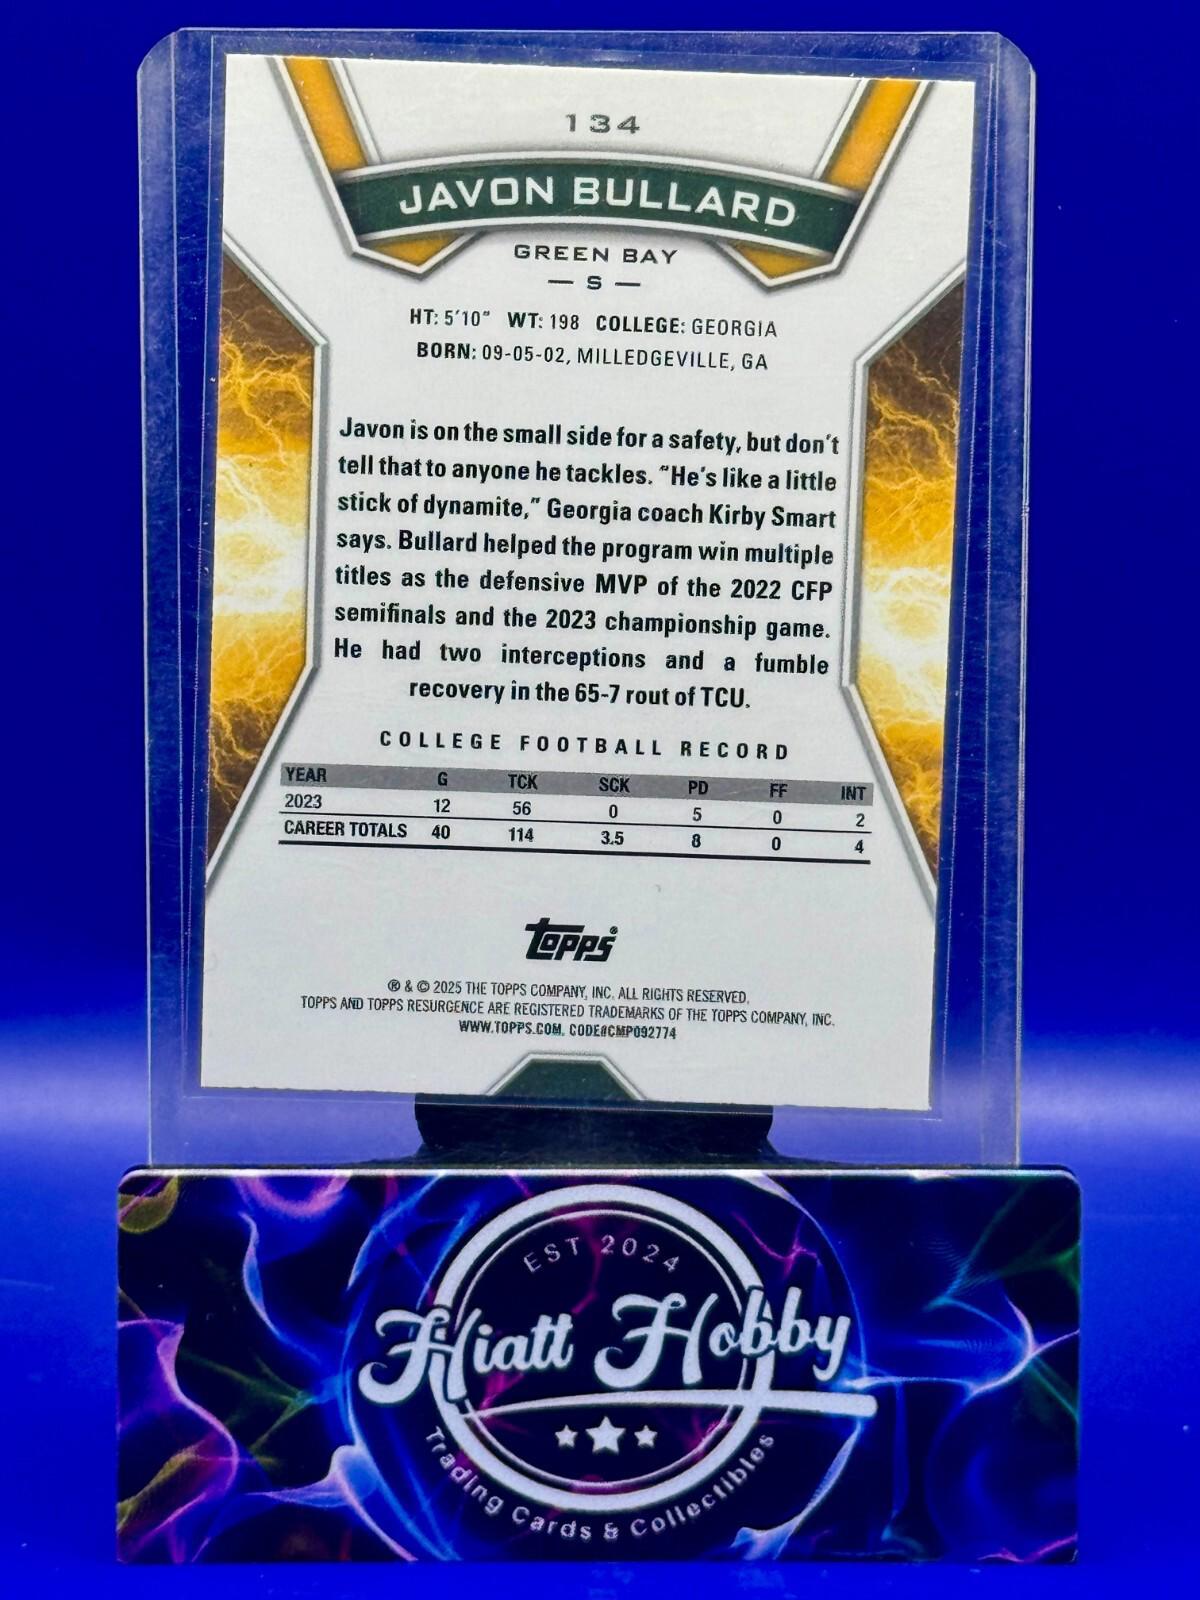 134
JAVON BULLARD
GREEN BAY
— S —
HT: 5'10" WT: 198 COLLEGE: GEORGIA
BORN: 09-05-02, MILLEDGEVILLE, GA
Javon is on the small side for a safety, but don't
tell that to anyone he tackles. "He's like a little
stick of dynamite," Georgia coach Kirby Smart
says. Bullard helped the program win multiple
titles as the defensive MVP of the 2022 CFP
semifinals and the 2023 championship game.
He had two interceptions and a fumble
recovery in the 65-7 rout of TCU.
COLLEGE FOOTBALL RECORD
YEAR G TCK SCK PD FF INT
2023 12 56 0 5 0 2
CAREER TOTALS 40 114 3.5 8 0 4
topps®
® & © 2025 THE TOPPS COMPANY, INC. ALL RIGHTS RESERVED.
TOPPS AND TOPPS RESURGENCE ARE REGISTERED TRADEMARKS OF THE TOPPS COMPANY, INC.
WWW.TOPPS.COM. CODE#CMP092774
EST 2024
Hiatt Hobby
Trading Cards & Collectibles